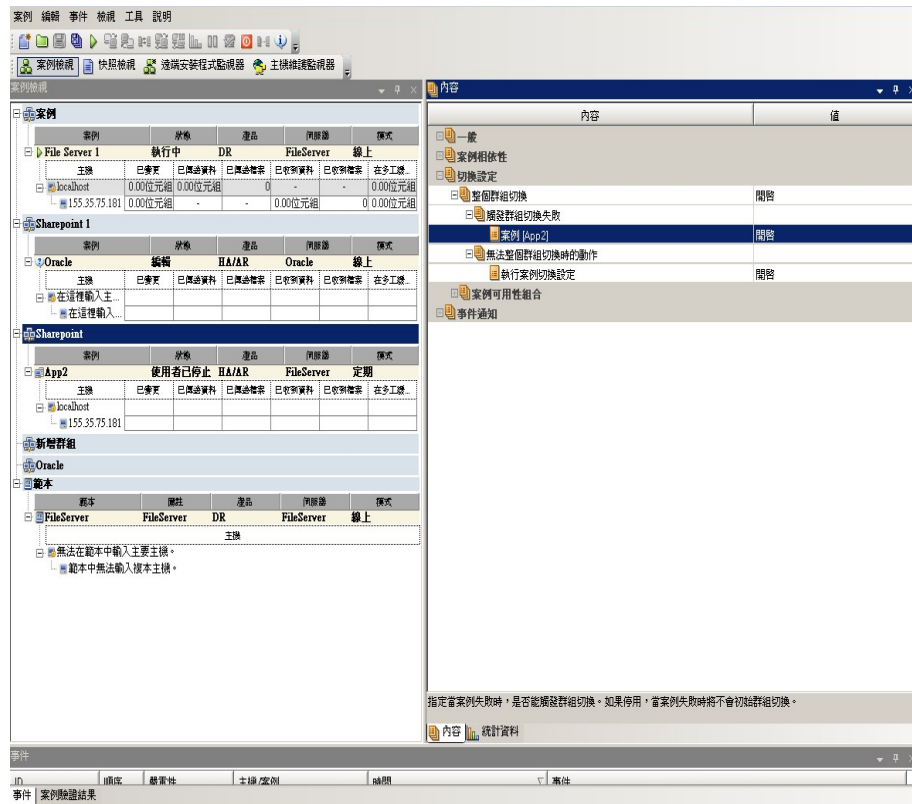 案例 編輯 事件 檢視 工具 說明
案例檢視 快照檢視 遠端安裝程式監視器 主機維護監視器
案例檢視
案例
案例 狀態 產品 伺服器 模式
File Server 1 執行中 DR FileServer 線上
主機 已變更 已傳送資料 已傳送檔案 已收到資料 已收到檔案 在多工緩...
localhost 0.00位元組 0.00位元組 0 - - 0.00位元組
155.35.75.181 0.00位元組 - - 0.00位元組 0 0.00位元組
Sharepoint 1
案例 狀態 產品 伺服器 模式
Oracle 編輯 HA/AR Oracle 線上
主機 已變更 已傳送資料 已傳送檔案 已收到資料 已收到檔案 在多工緩...
在這裡輸入主...
在這裡輸入...
Sharepoint
案例 狀態 產品 伺服器 模式
App2 使用者已停止 HA/AR FileServer 定期
主機 已變更 已傳送資料 已傳送檔案 已收到資料 已收到檔案 在多工緩...
localhost
155.35.75.181
新增群組
Oracle
範本
範本 屬性 產品 伺服器 模式
FileServer FileServer DR FileServer 線上
主機
無法在範本中輸入主要主機。
範本中無法輸入複本主機。
內容
內容 值
一般
案例相依性
切換設定
整個群組切換 開啓
觸發群組切換失敗
案例 [App2] 開啓
無法整個群組切換時的動作
執行案例切換設定 開啓
案例可用性組合
事件通知
指定當案例失敗時，是否能觸發群組切換。如果停用，當案例失敗時將不會初始群組切換。
內容 統計資料
事件
ID 順序 嚴重性 主機/案例 時間 事件
事件 案例驗證結果